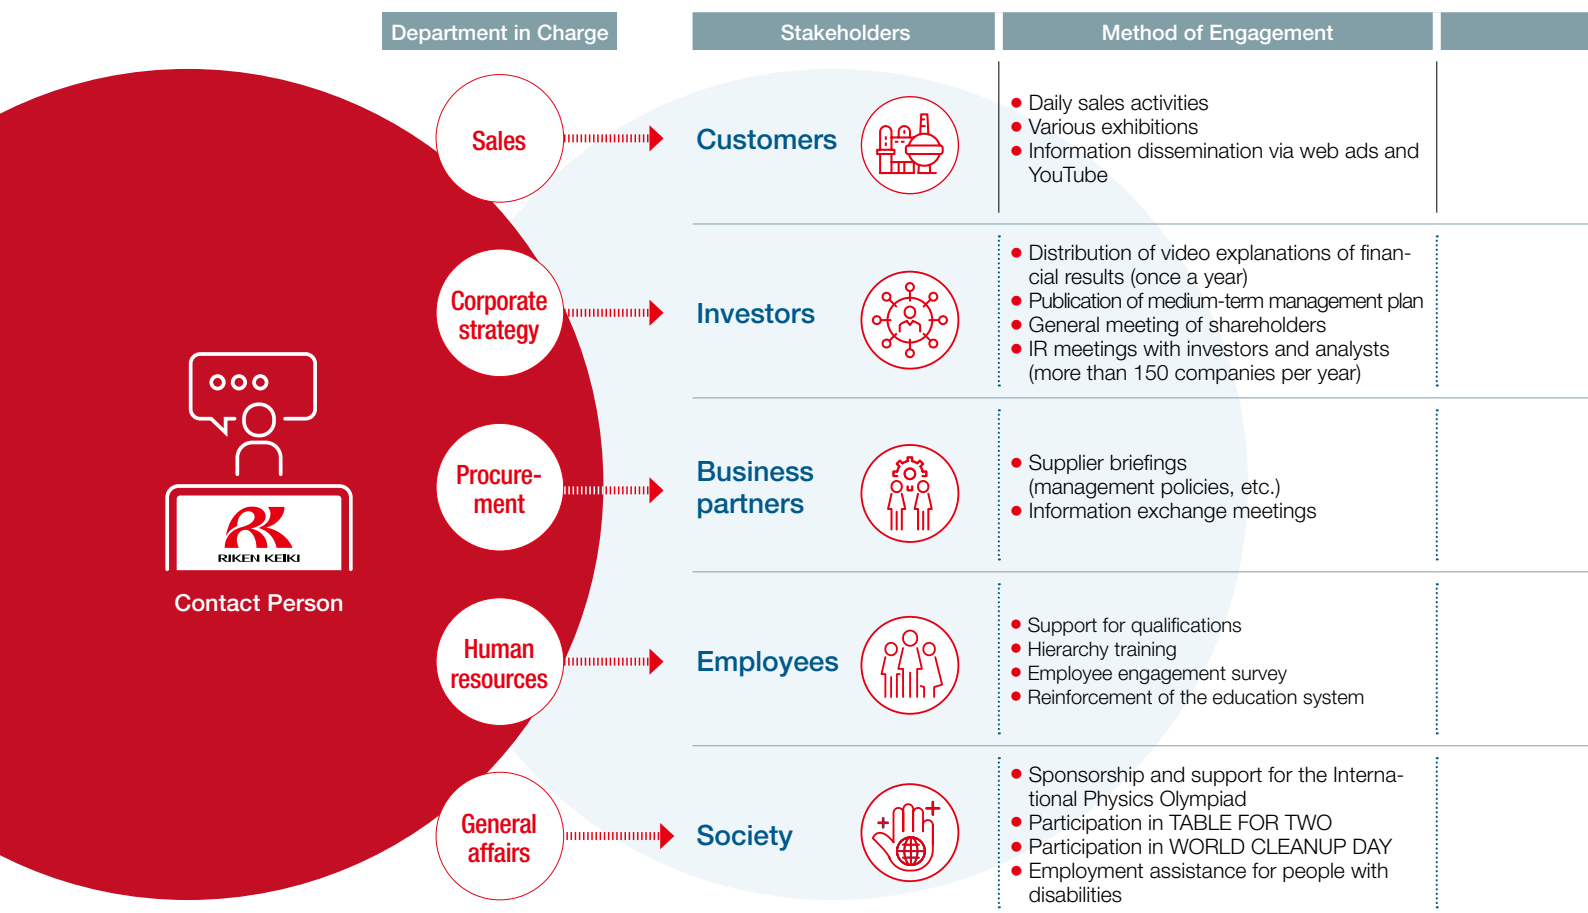 Department in Charge
Stakeholders
Method of Engagement
Sales
Customers
● Daily sales activities
● Various exhibitions
● Information dissemination via web ads and
YouTube
Corporate
strategy
Investors
● Distribution of video explanations of finan-
cial results (once a year)
● Publication of medium-term management plan
● General meeting of shareholders
● IR meetings with investors and analysts
(more than 150 companies per year)
Procure-
ment
Business
partners
● Supplier briefings
(management policies, etc.)
● Information exchange meetings
RIKEN KEIKI
Contact Person
Human
resources
Employees
● Support for qualifications
● Hierarchy training
● Employee engagement survey
● Reinforcement of the education system
General
affairs
Society
● Sponsorship and support for the Interna-
tional Physics Olympiad
● Participation in TABLE FOR TWO
● Participation in WORLD CLEANUP DAY
● Employment assistance for people with
disabilities